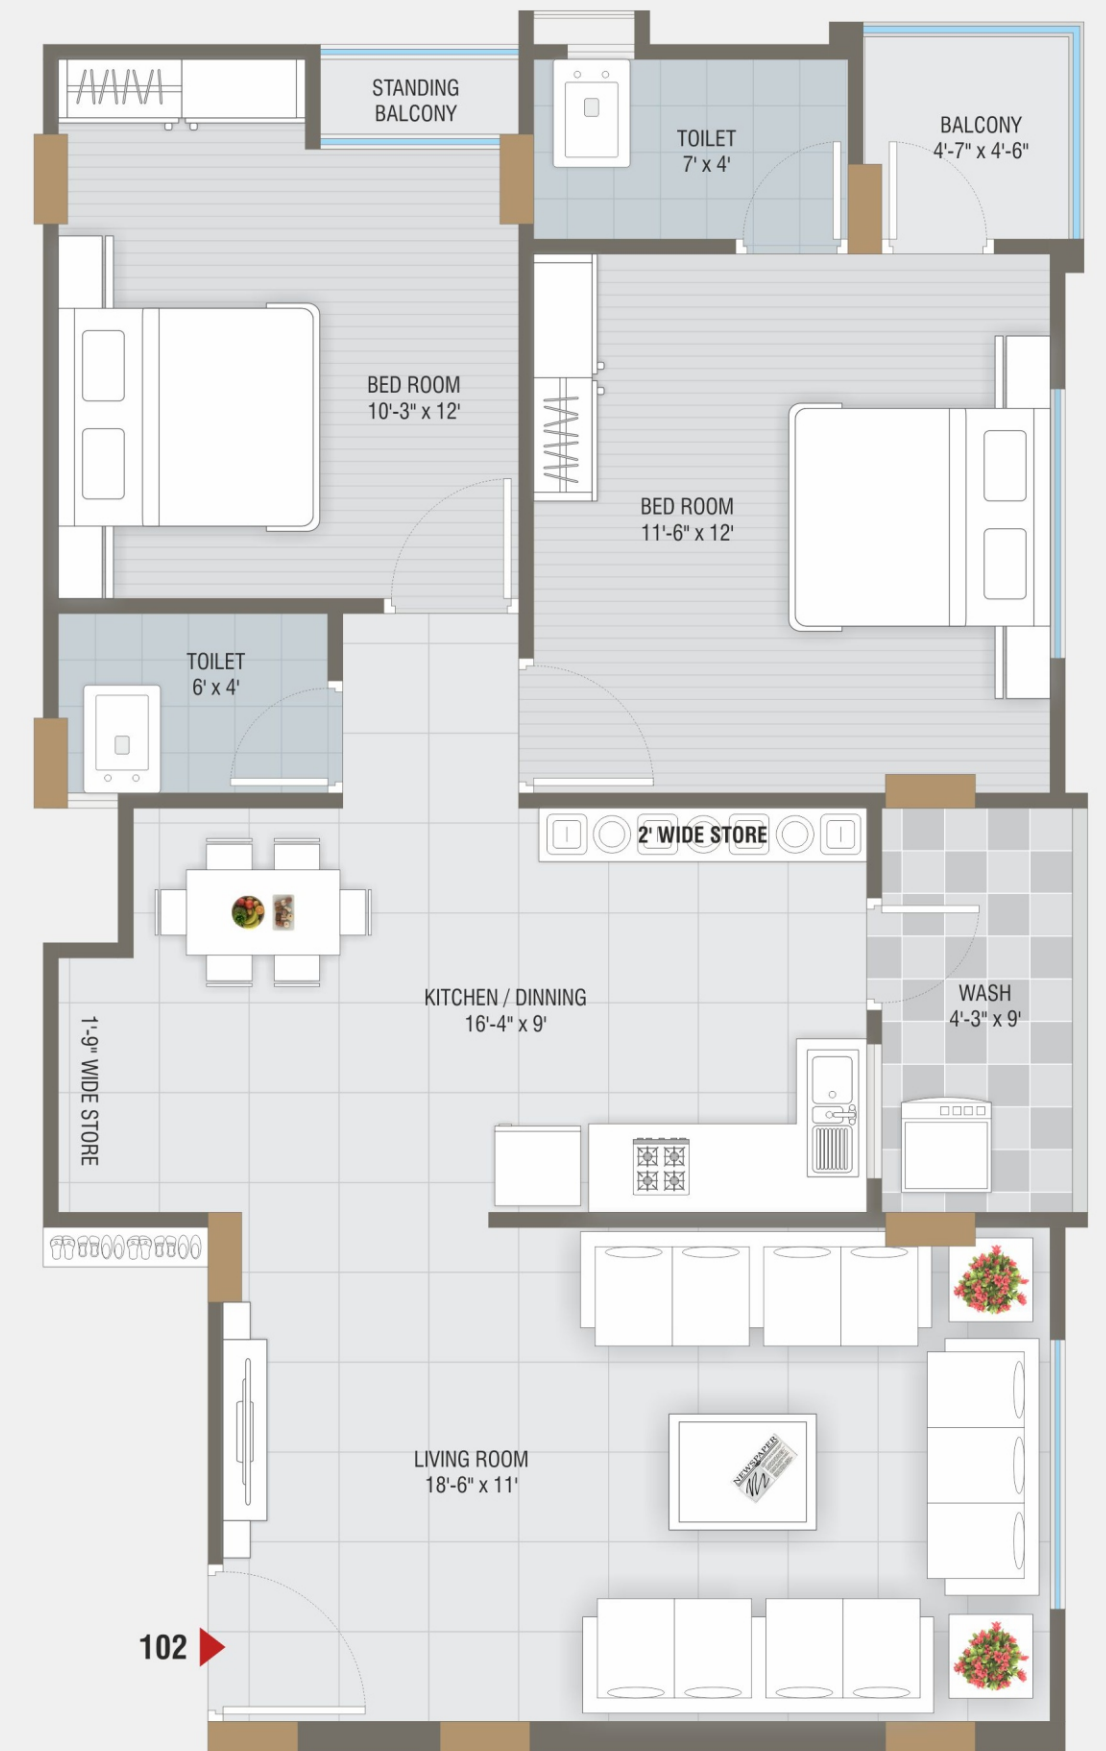 STANDING
BALCONY
TOILET
7' x 4'
BALCONY
4'-7" x 4'-6"
BED ROOM
10'-3" x 12'
BED ROOM
11'-6" x 12'
TOILET
6' x 4'
2' WIDE STORE
KITCHEN / DINNING
16'-4" x 9'
WASH
4'-3" x 9'
1'-9" WIDE STORE
LIVING ROOM
18'-6" x 11'
NEWSPAPER
102